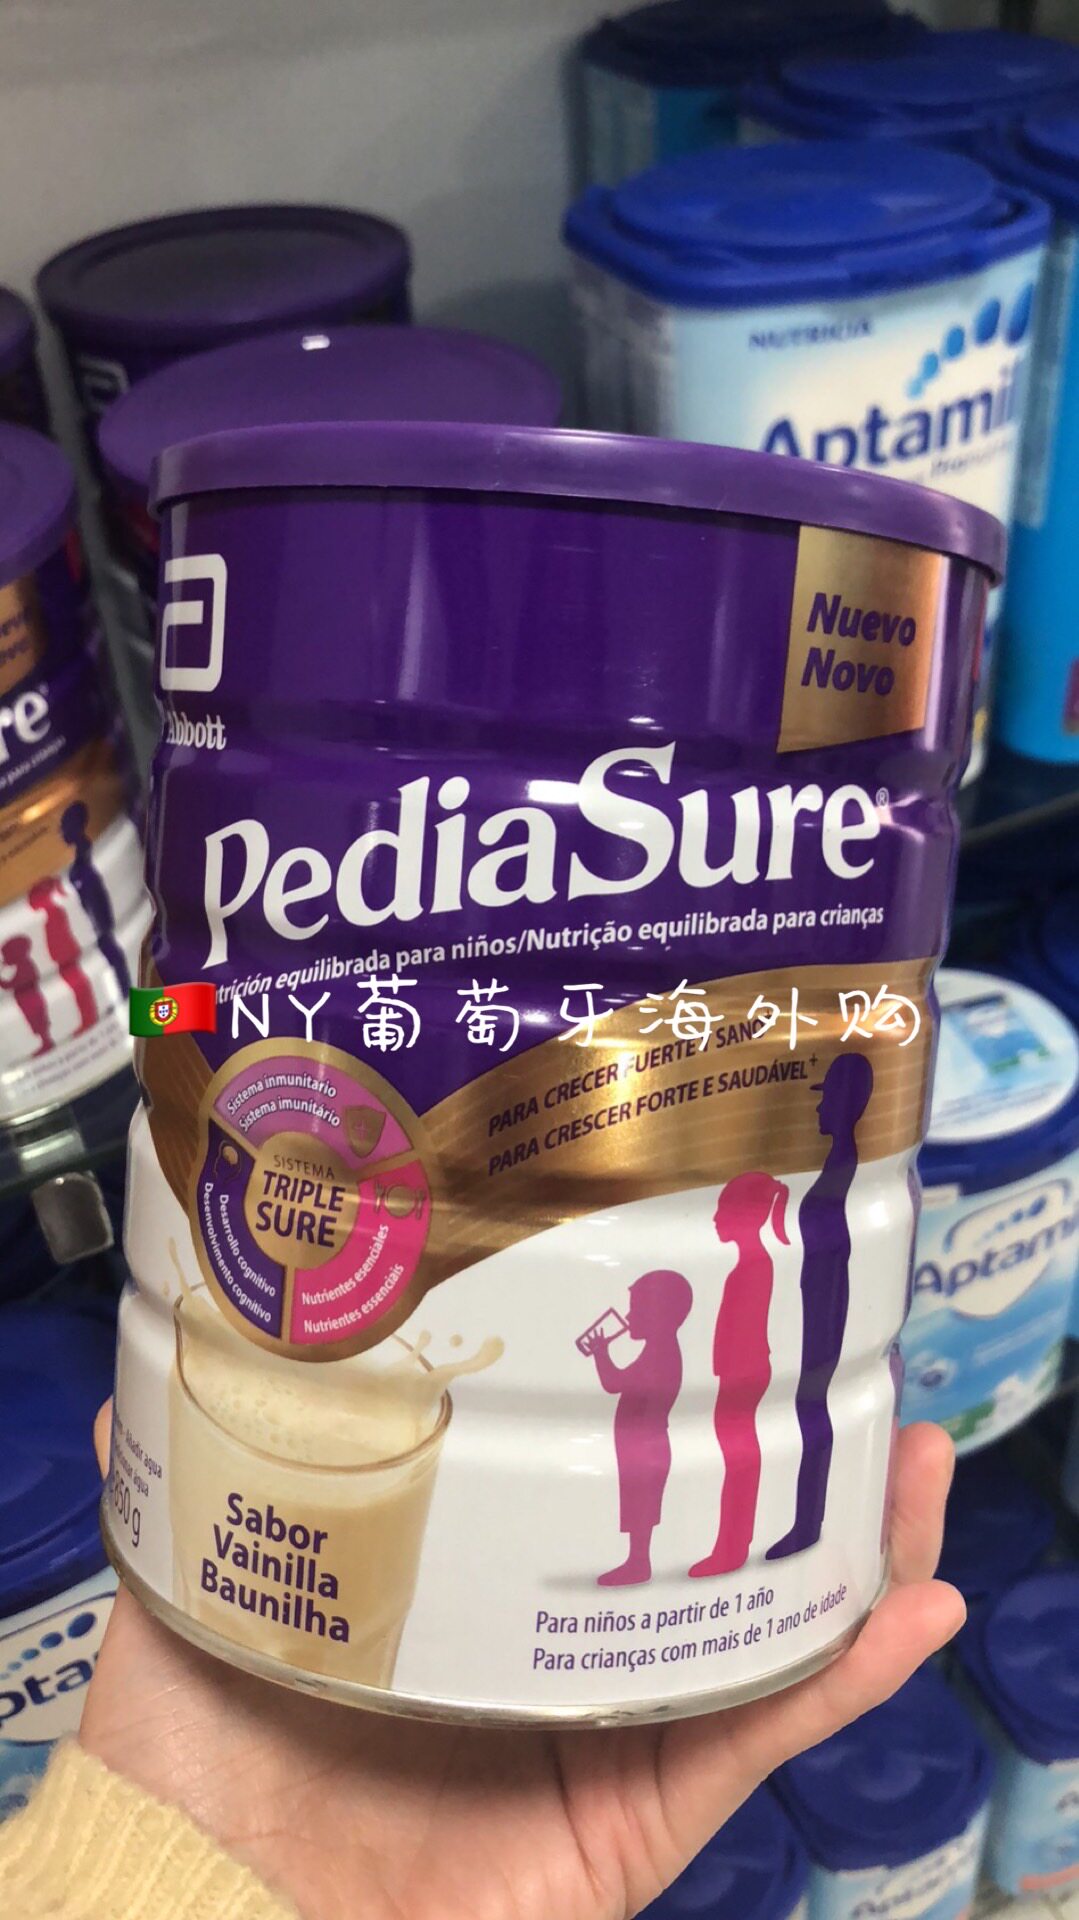 NUTRICIA
Aptamil
Nuevo
Novo
Abbott
PediaSure®
equilibrada para niños/Nutrição equilibrada para crianças
NY葡萄牙海外购
PARA CRECER FUERTE Y SANO
PARA CRESCER FORTE E SAUDÁVEL+
Sistema inmunitario
Sistema imunitário
SISTEMA
TRIPLE
SURE
Desarrollo cognitivo
Desenvolvimento cognitivo
Nutrientes esenciales
Nutrientes essenciais
Aptamil
agua
água
850 g
Sabor
Vainilla
Baunilha
Para niños a partir de 1 año
Para crianças com mais de 1 ano de idade